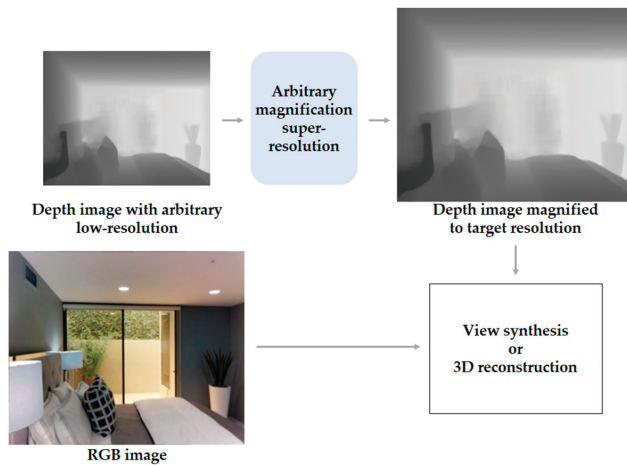 Arbitrary
magnification
super-
resolution
Depth image with arbitrary
low-resolution
Depth image magnified
to target resolution
View synthesis
or
3D reconstruction
RGB image